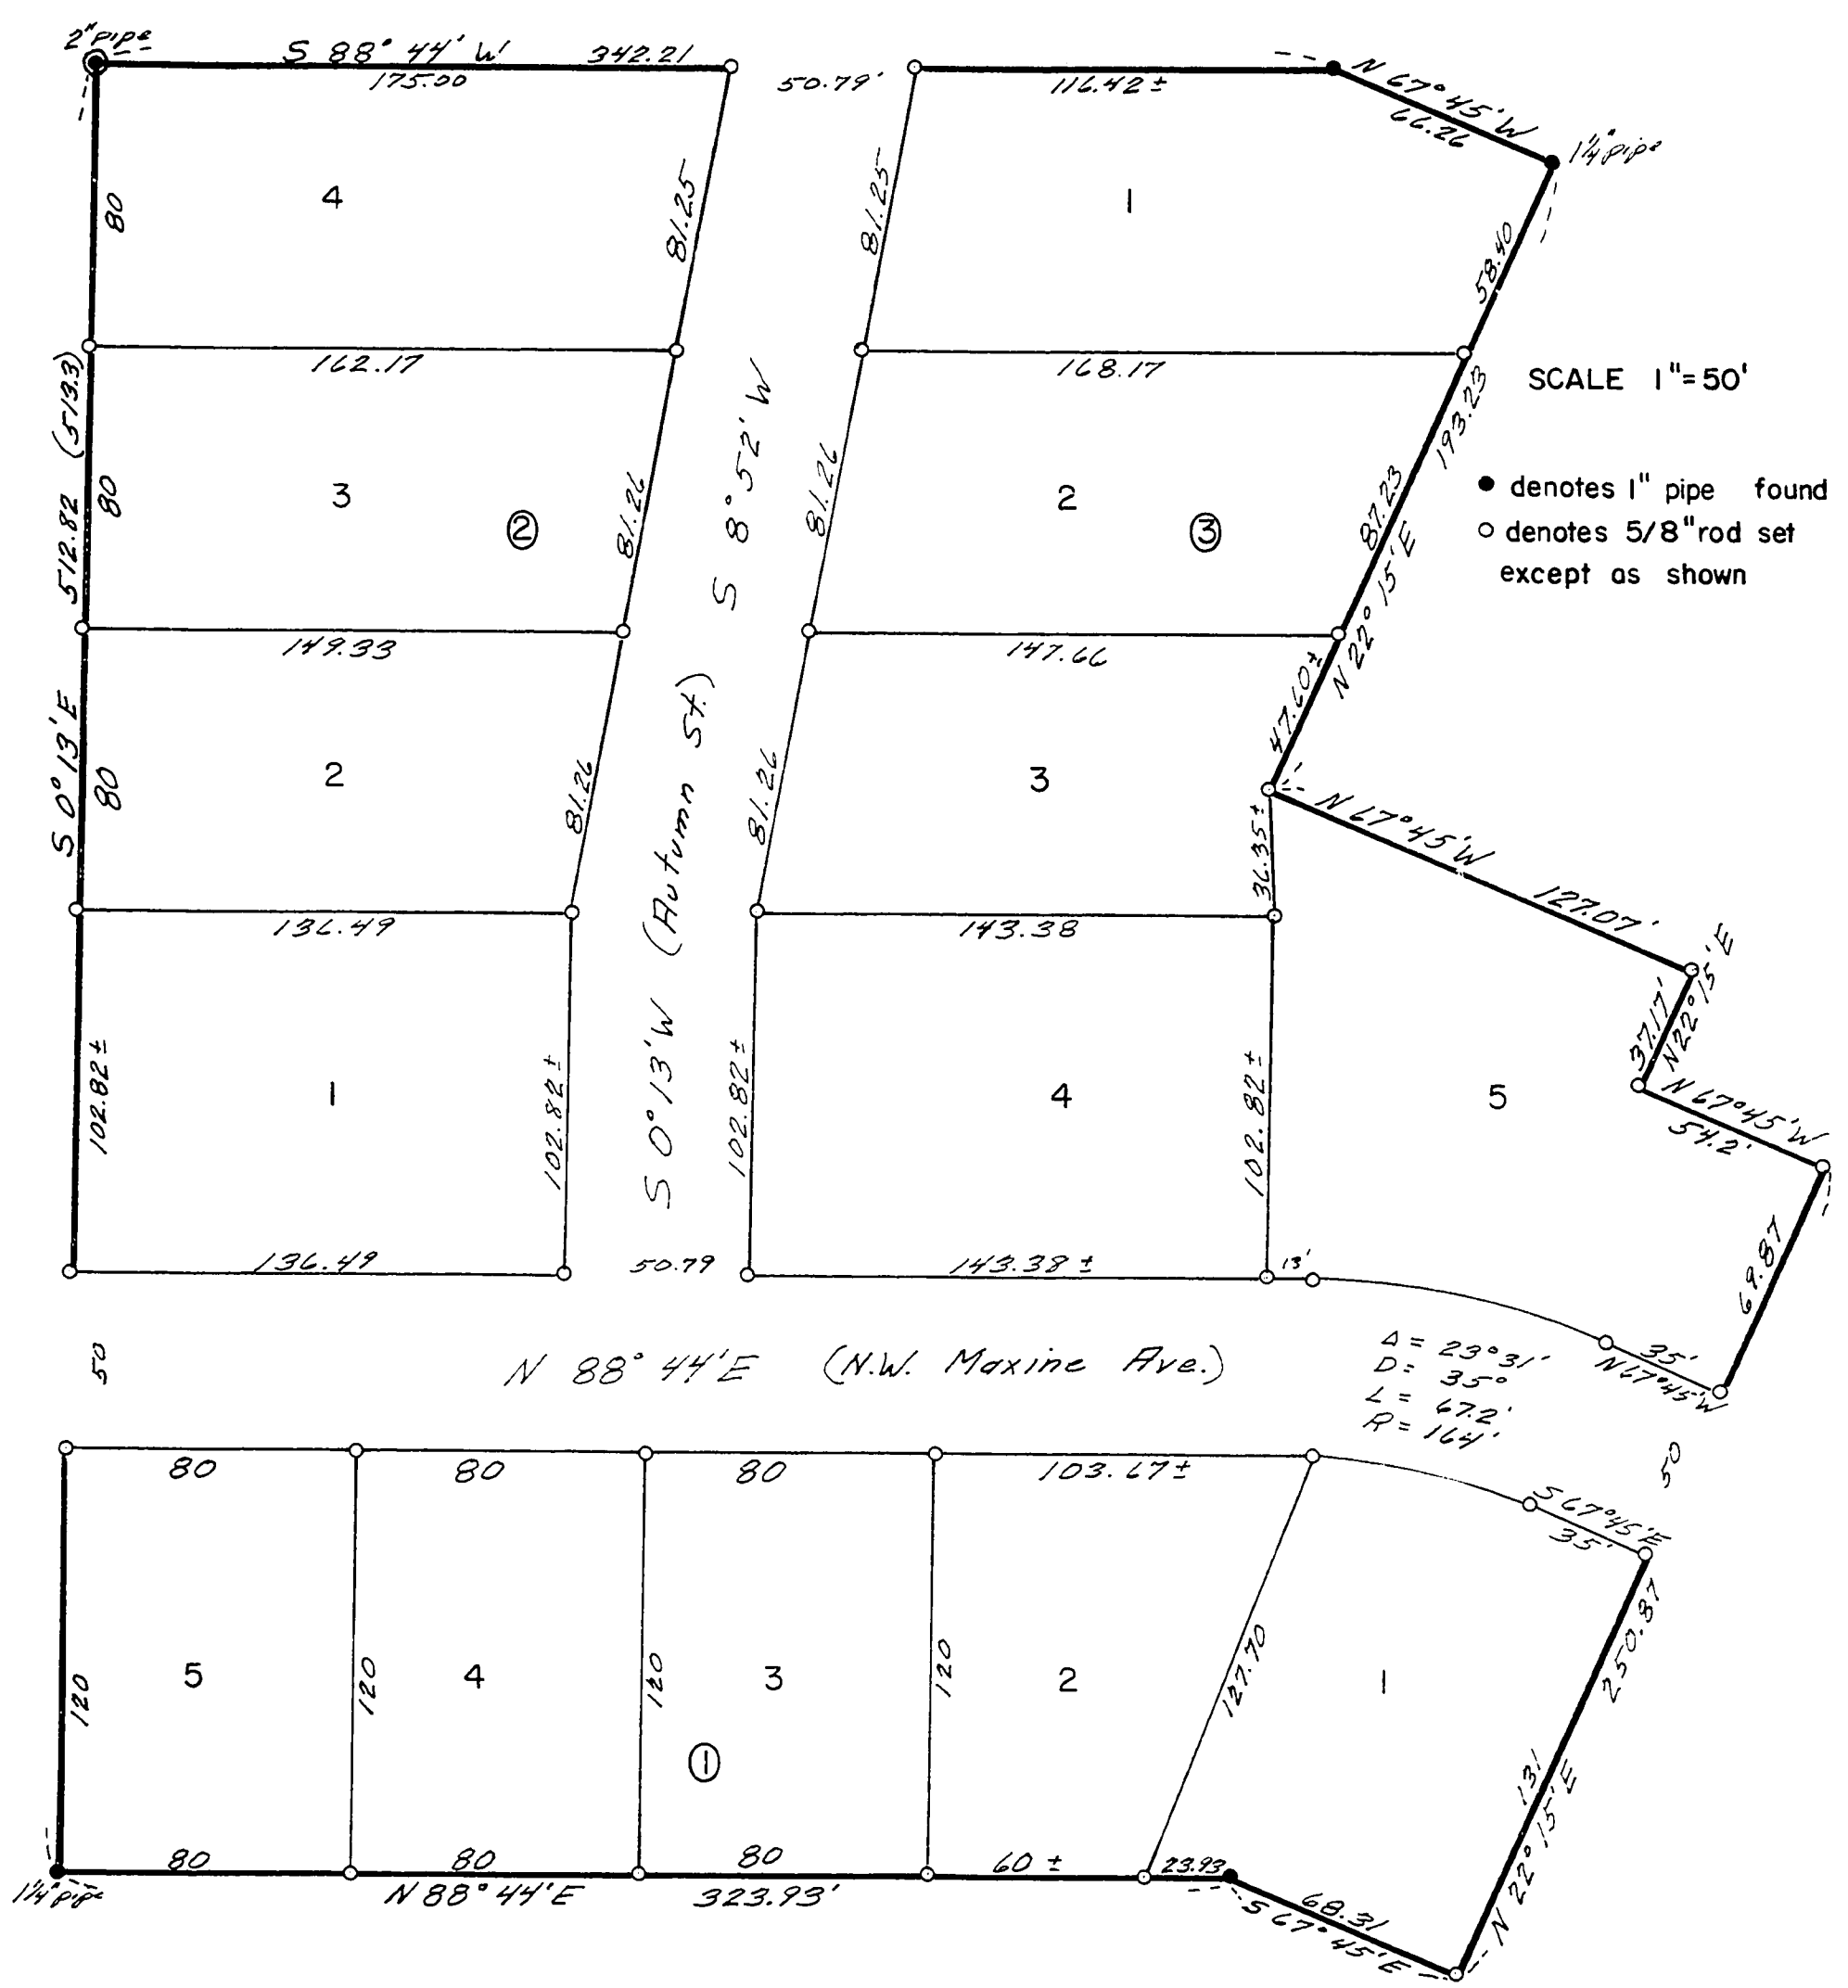 2" pipe
S 88° 44' W 342.21
175.00
50.79'
116.42±
N 67° 45' W
66.26
1¼" pipe
80
4
81.25
81.25
1
58.40
162.17
168.17
SCALE 1"=50'
S 0° 13' E 512.82 (513.3)
80
3
②
81.26
S 8° 52' W
81.26
2
③
87.23
193.23
N 22° 15' E
● denotes 1" pipe found
○ denotes 5/8" rod set
except as shown
149.33
147.66
47.60±
80
2
81.26
(Autumn St.)
81.26
3
36.35±
N 67° 45' W
127.07'
136.49
143.38
37.17'
N 22° 15' E
102.82±
1
102.82±
S 0° 13' W
102.82±
4
102.82±
5
N 67° 45' W
54.2'
69.87
136.49
50.79
143.38±
13'
50
N 88° 44' E (N.W. Maxine Ave.)
Δ = 23° 31'
D = 35°
L = 67.2'
R = 164'
35'
N 67° 45' W
50
80
80
80
103.67±
S 67° 45' E
35'
120
5
120
4
120
3
120
2
127.70
1
250.87
131
N 22° 15' E
①
80
80
80
60 ±
23.93
1¼" pipe
N 88° 44' E
323.93'
68.31
S 67° 45' E